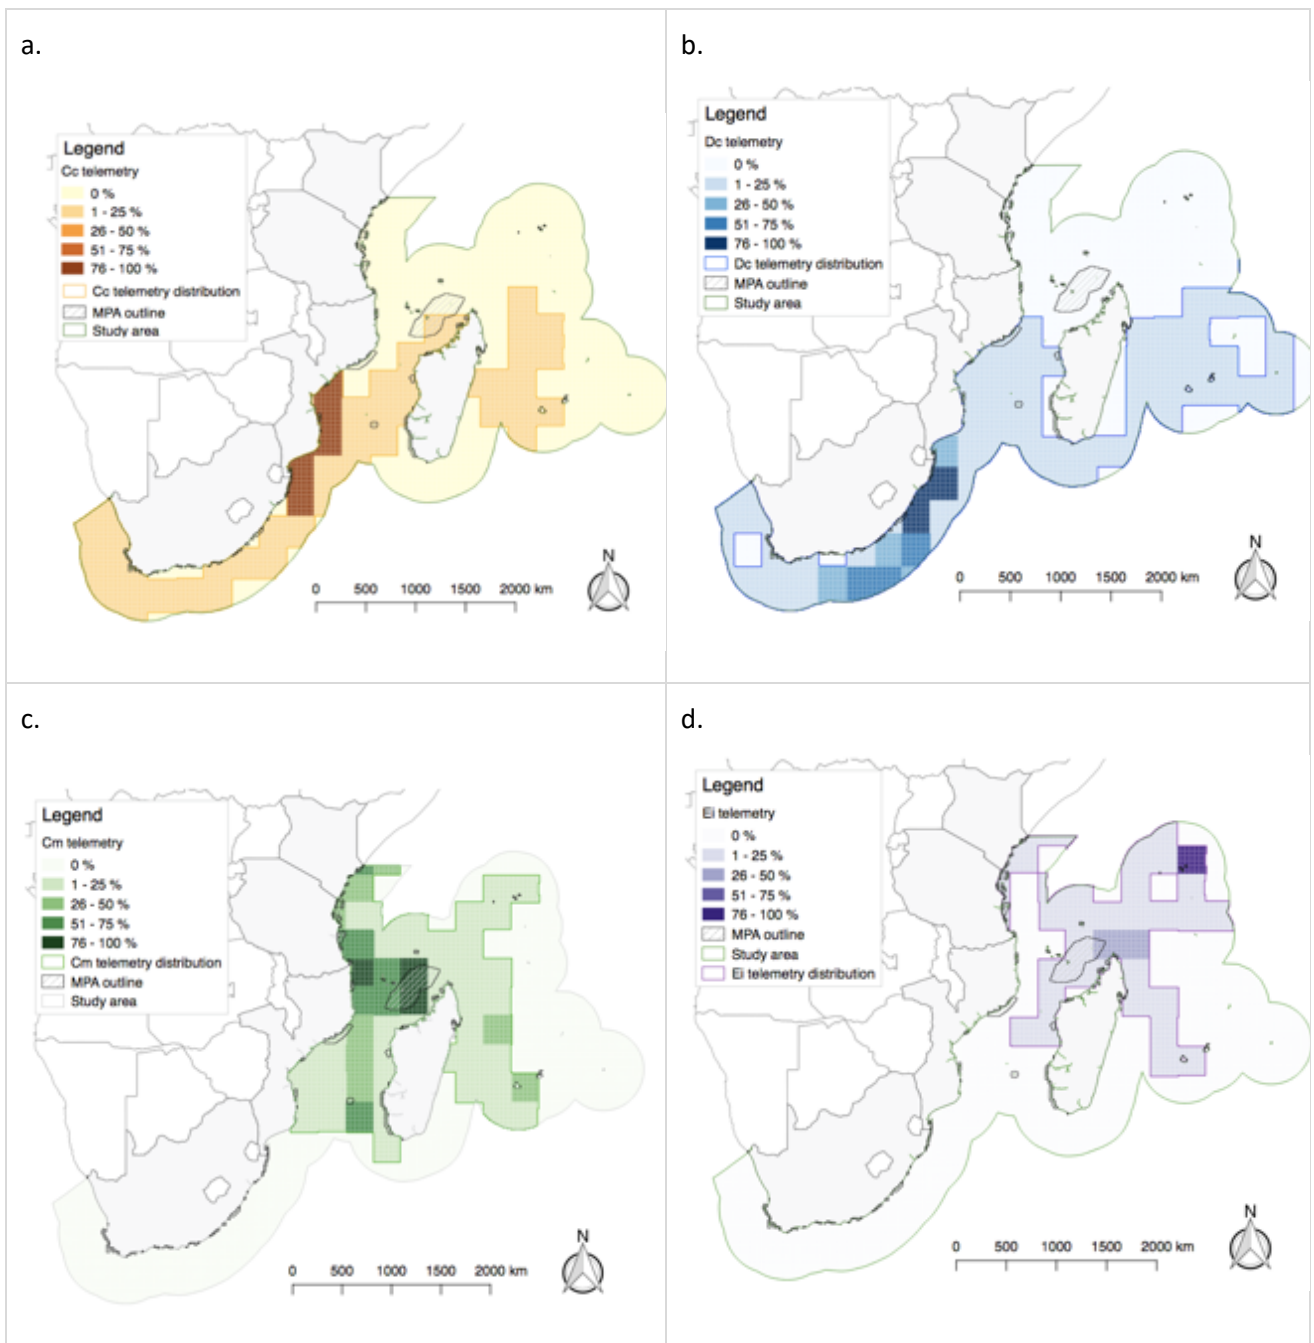 a.
Legend
Cc telemetry
0 %
1 - 25 %
26 - 50 %
51 - 75 %
76 - 100 %
Cc telemetry distribution
MPA outline
Study area
N
0 500 1000 1500 2000 km
b.
Legend
Dc telemetry
0 %
1 - 25 %
26 - 50 %
51 - 75 %
76 - 100 %
Dc telemetry distribution
MPA outline
Study area
N
0 500 1000 1500 2000 km
c.
Legend
Cm telemetry
0 %
1 - 25 %
26 - 50 %
51 - 75 %
76 - 100 %
Cm telemetry distribution
MPA outline
Study area
N
0 500 1000 1500 2000 km
d.
Legend
Ei telemetry
0 %
1 - 25 %
26 - 50 %
51 - 75 %
76 - 100 %
MPA outline
Study area
Ei telemetry distribution
N
0 500 1000 1500 2000 km